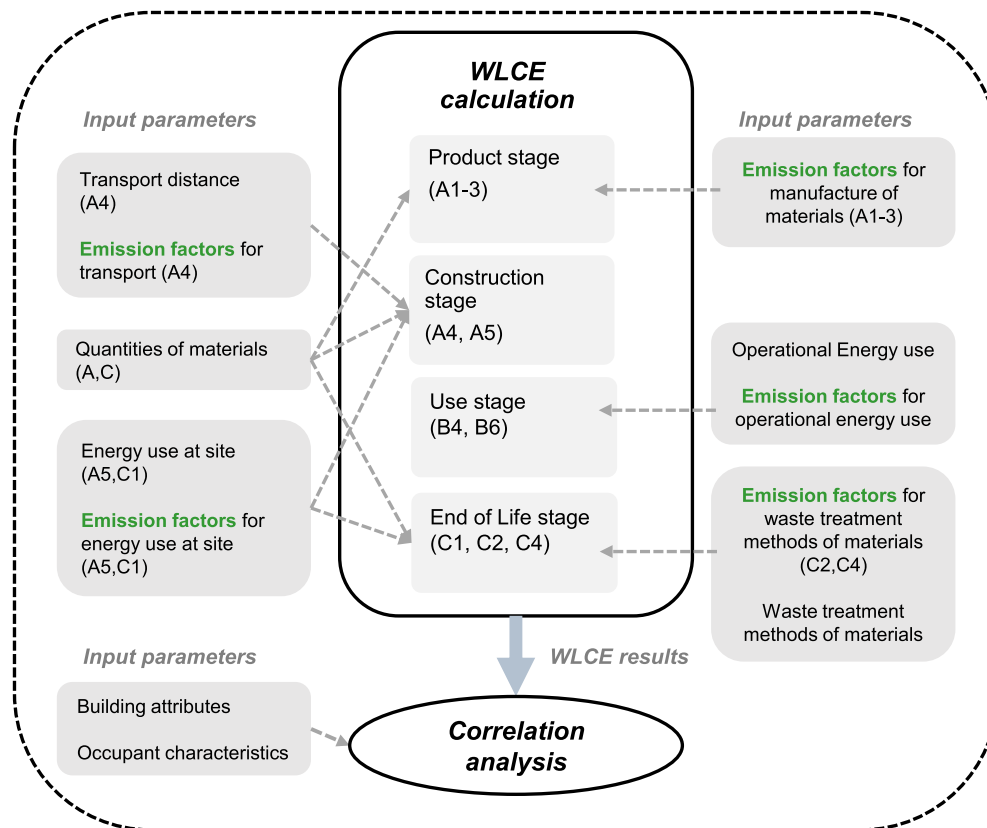 WLCE
calculation
Input parameters
Transport distance
(A4)
Emission factors for
transport (A4)
Quantities of materials
(A,C)
Energy use at site
(A5,C1)
Emission factors for
energy use at site
(A5,C1)
Product stage
(A1-3)
Construction
stage
(A4, A5)
Use stage
(B4, B6)
End of Life stage
(C1, C2, C4)
Input parameters
Emission factors for
manufacture of
materials (A1-3)
Operational Energy use
Emission factors for
operational energy use
Emission factors for
waste treatment
methods of materials
(C2,C4)
Waste treatment
methods of materials
Input parameters
WLCE results
Building attributes
Occupant characteristics
Correlation
analysis